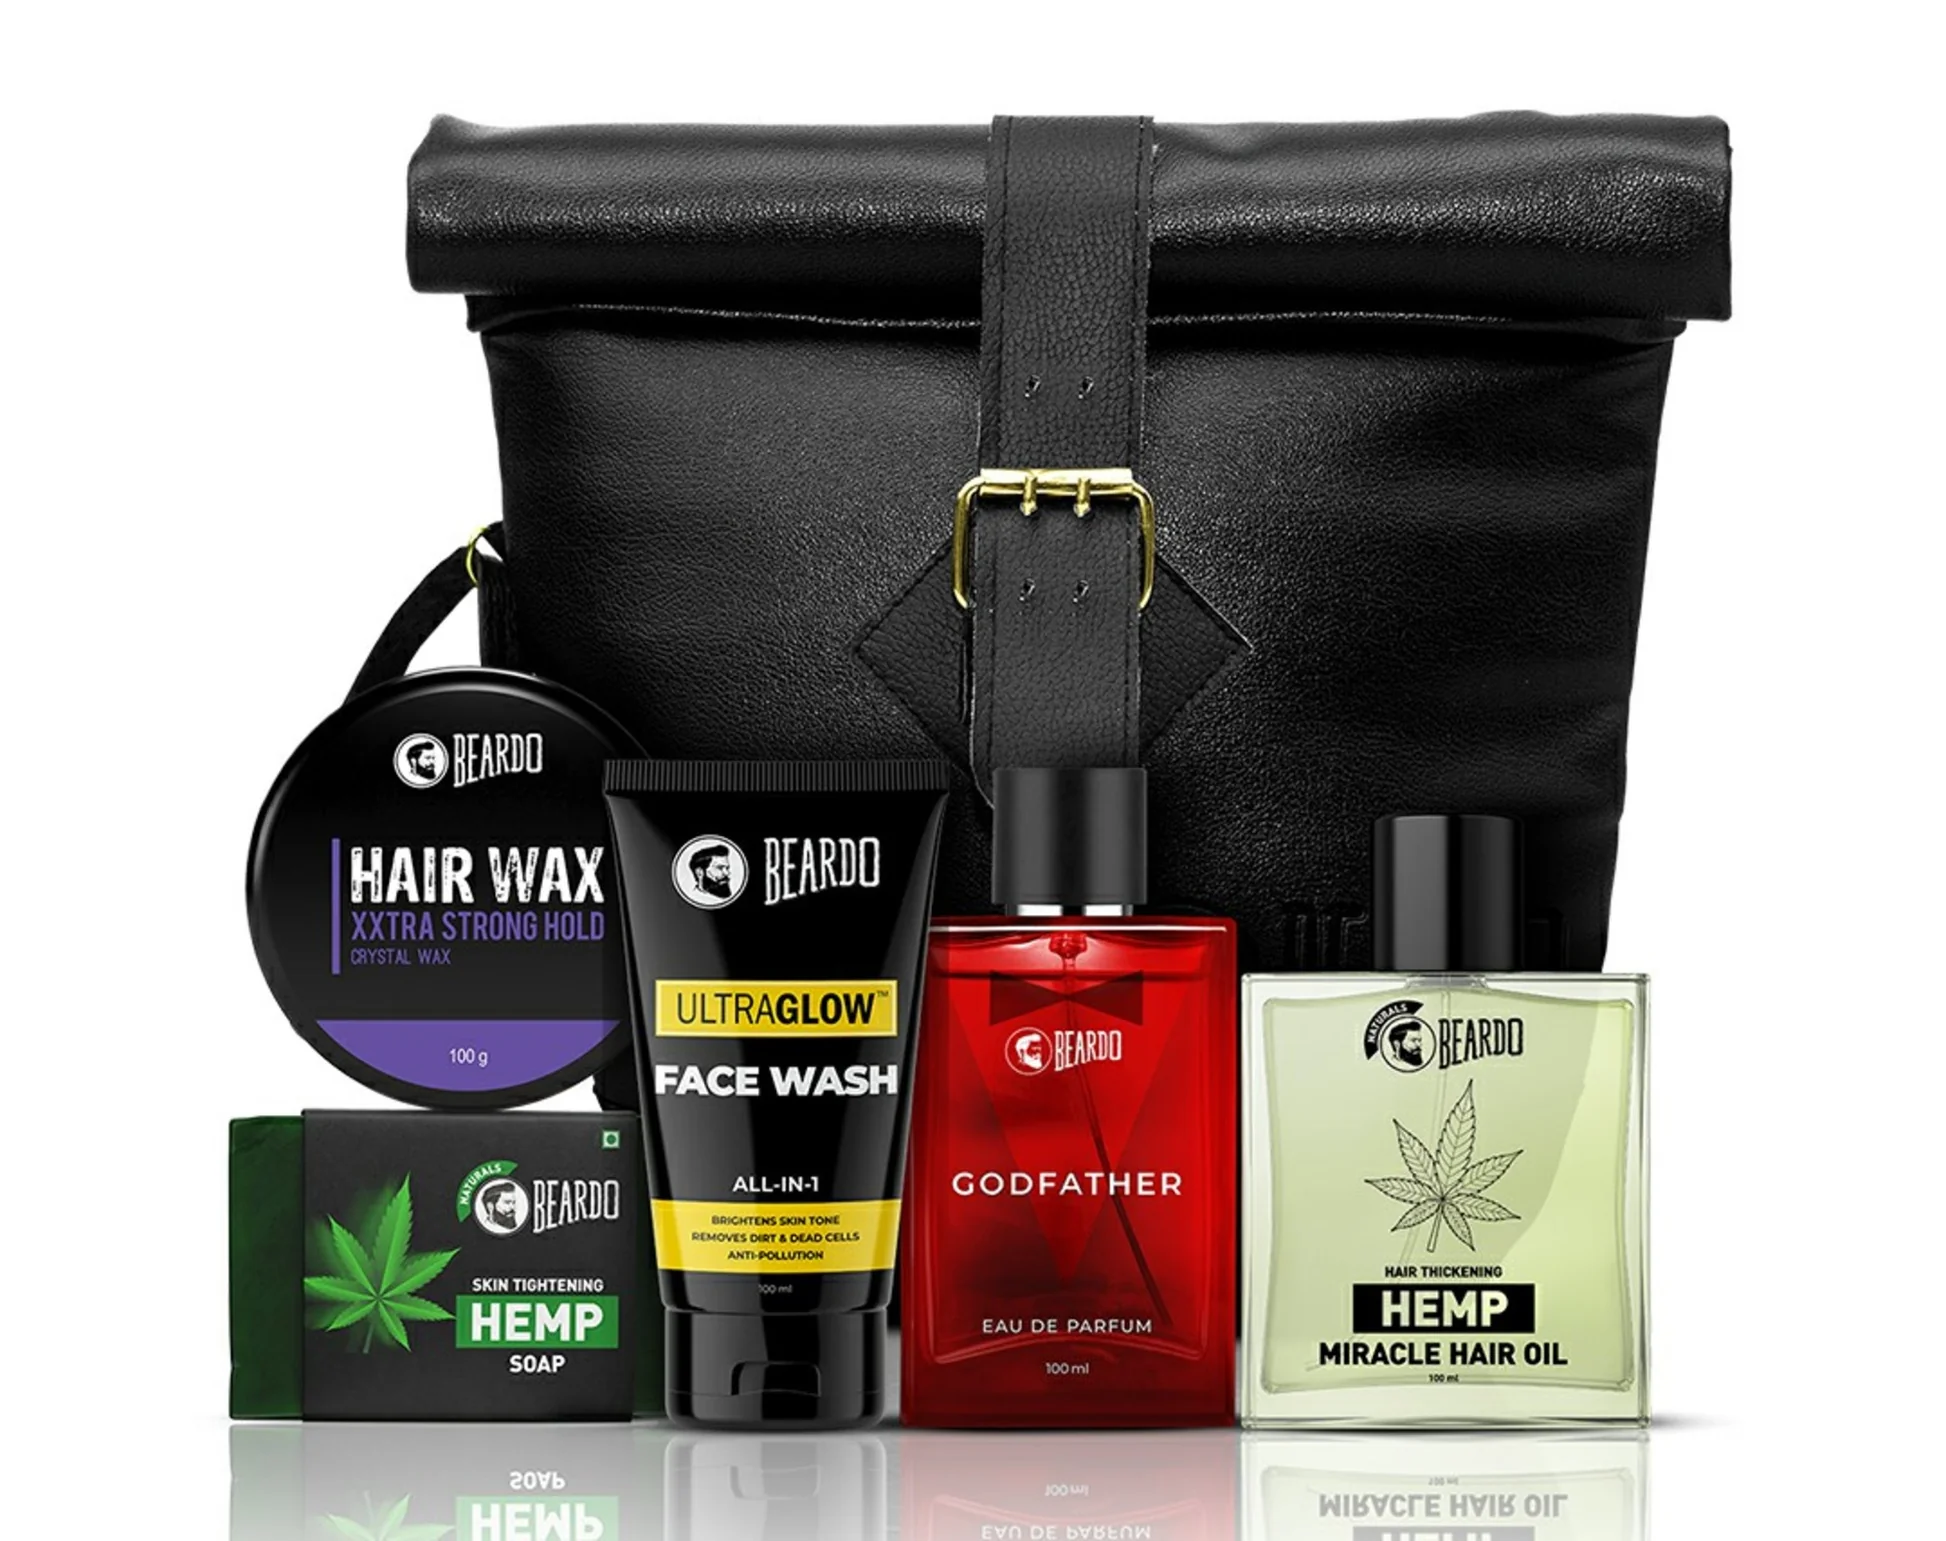 BEARDO
HAIR WAX
XXTRA STRONG HOLD
CRYSTAL WAX
100 g
BEARDO
ULTRAGLOW™
FACE WASH
ALL-IN-1
BRIGHTENS SKIN TONE
REMOVES DIRT & DEAD CELLS
ANTI-POLLUTION
100 ml
BEARDO
GODFATHER
EAU DE PARFUM
100 ml
NATURALS
BEARDO
HAIR THICKENING
HEMP
MIRACLE HAIR OIL
100 ml
NATURALS
BEARDO
SKIN TIGHTENING
HEMP
SOAP